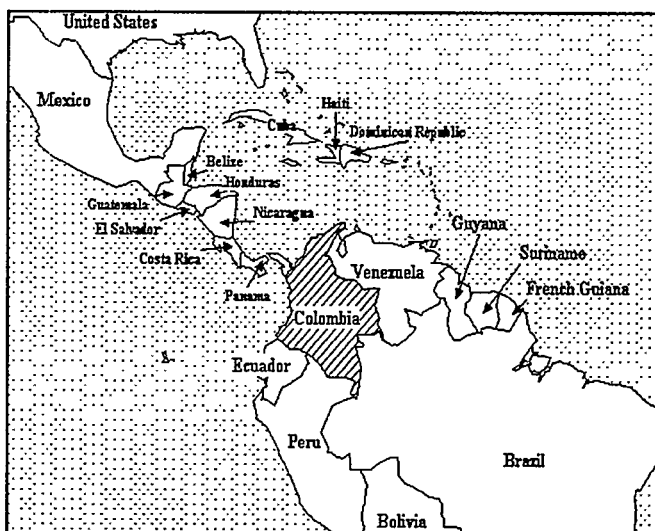 United States
Mexico
Haiti
Cuba
Dominican Republic
Belize
Honduras
Guatemala
Nicaragua
El Salvador
Guyana
Costa Rica
Venezuela
Suriname
Panama
French Guiana
Colombia
Ecuador
Peru
Brazil
Bolivia